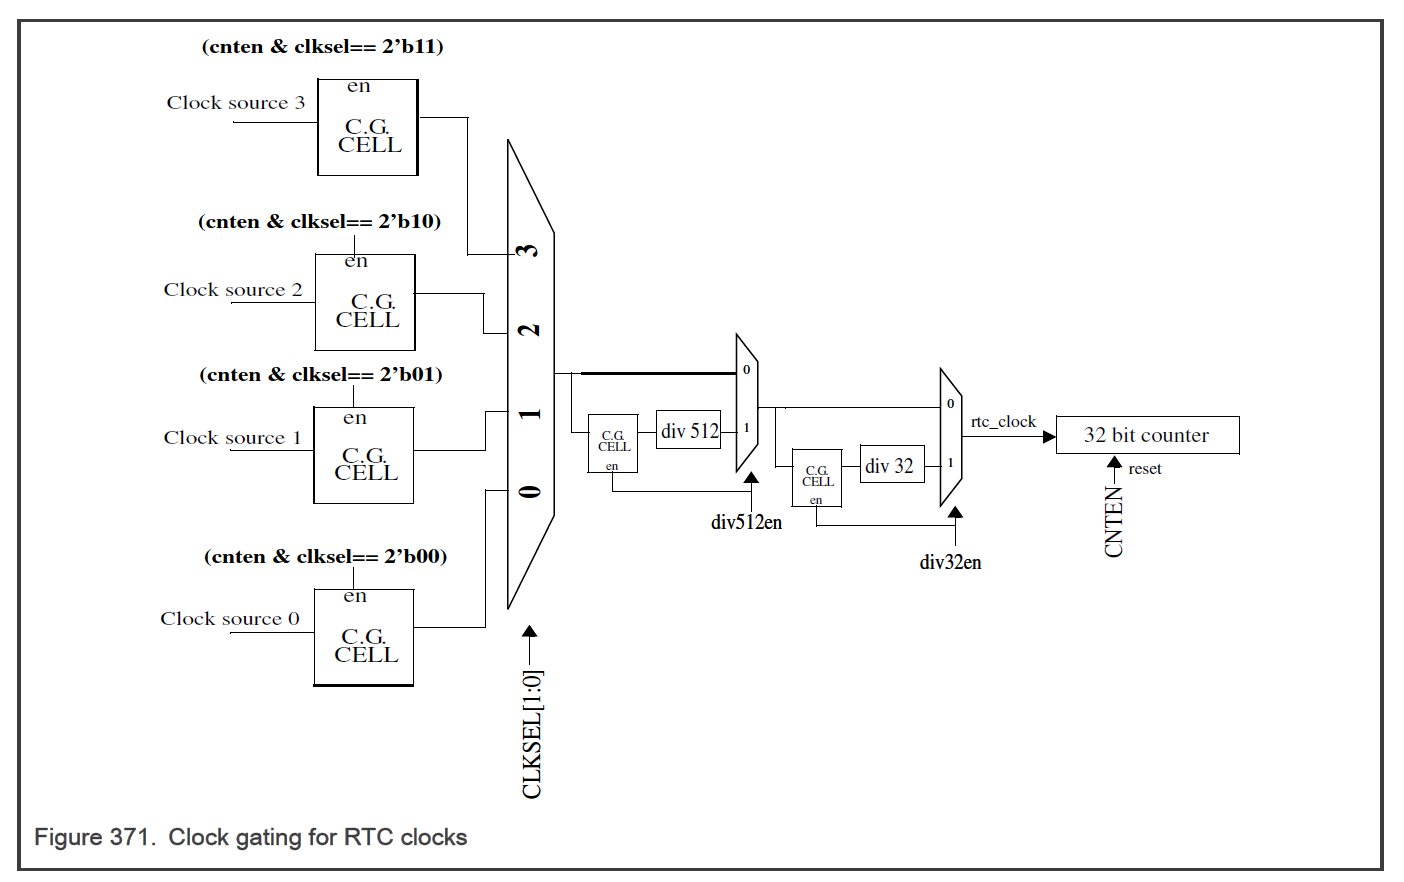 (cnten & clksel== 2’b11)
en
Clock source 3
C.G.
CELL
(cnten & clksel== 2’b10)
en
Clock source 2
C.G.
CELL
(cnten & clksel== 2’b01)
en
Clock source 1
C.G.
CELL
(cnten & clksel== 2’b00)
en
Clock source 0
C.G.
CELL
3
2
1
0
CLKSEL[1:0]
C.G.
CELL
en
div 512
0
1
div512en
C.G.
CELL
en
div 32
0
1
div32en
rtc_clock
32 bit counter
reset
CNTEN
Figure 371. Clock gating for RTC clocks